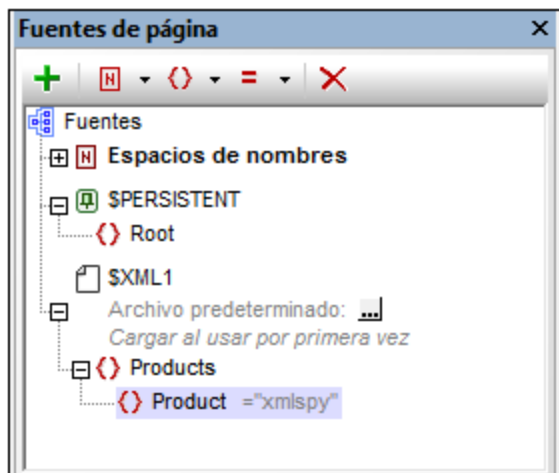 Fuentes de página
Fuentes
Espacios de nombres
$PERSISTENT
{} Root
$XML1
Archivo predeterminado: ...
Cargar al usar por primera vez
{} Products
{} Product ="xmlspy"